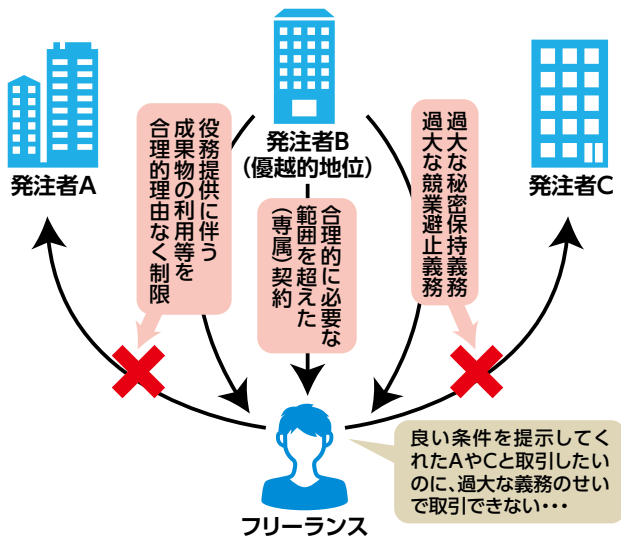 発注者A
発注者B
(優越的地位)
発注者C
役務提供に伴う
成果物の利用等を
合理的理由なく制限
合理的に必要な
範囲を超えた
(専属)契約
過大な秘密保持義務
過大な競業避止義務
フリーランス
良い条件を提示してく
れたAやCと取引したい
のに、過大な義務のせい
で取引できない・・・